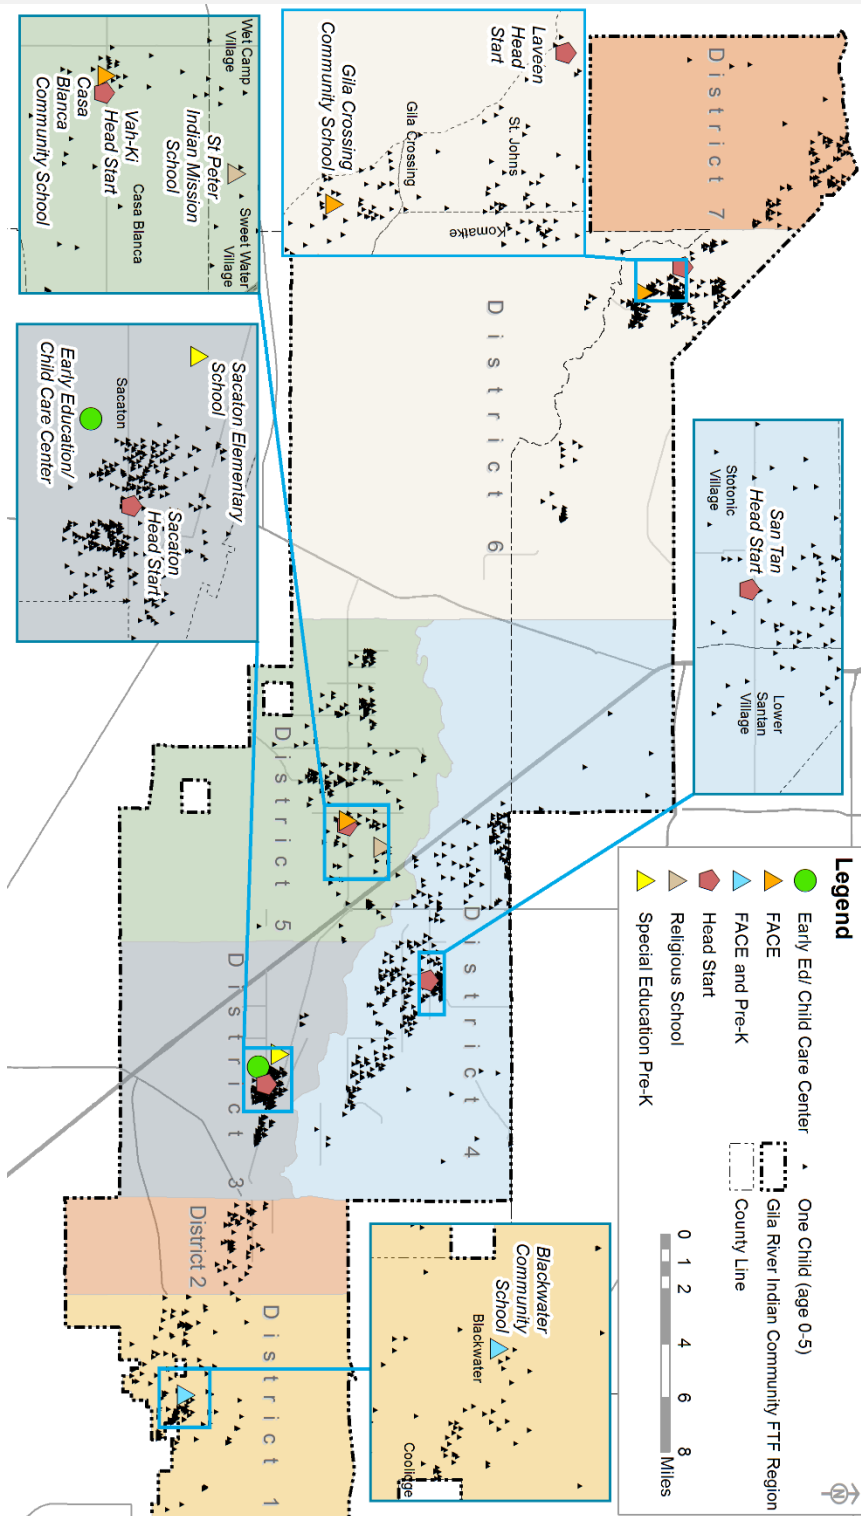 District 7
District 6
District 5
District 4
District 3
District 2
District 1
Laveen
Head
Start
St. Johns
Gila Crossing
Komatke
Gila Crossing
Community School
Wet Camp
Village
St Peter
Indian Mission
School
Sweet Water
Village
Vah-Ki
Head Start
Casa Blanca
Casa
Blanca
Community School
Sacaton Elementary
School
Sacaton
Early Education/
Child Care Center
Sacaton
Head Start
San Tan
Head Start
Stotonic
Village
Lower
Santan
Village
Blackwater
Community
School
Blackwater
Coolidge
Legend
Early Ed/ Child Care Center
FACE
FACE and Pre-K
Head Start
Religious School
Special Education Pre-K
One Child (age 0-5)
Gila River Indian Community FTF Region
County Line
0 1 2 4 6 8
Miles
N